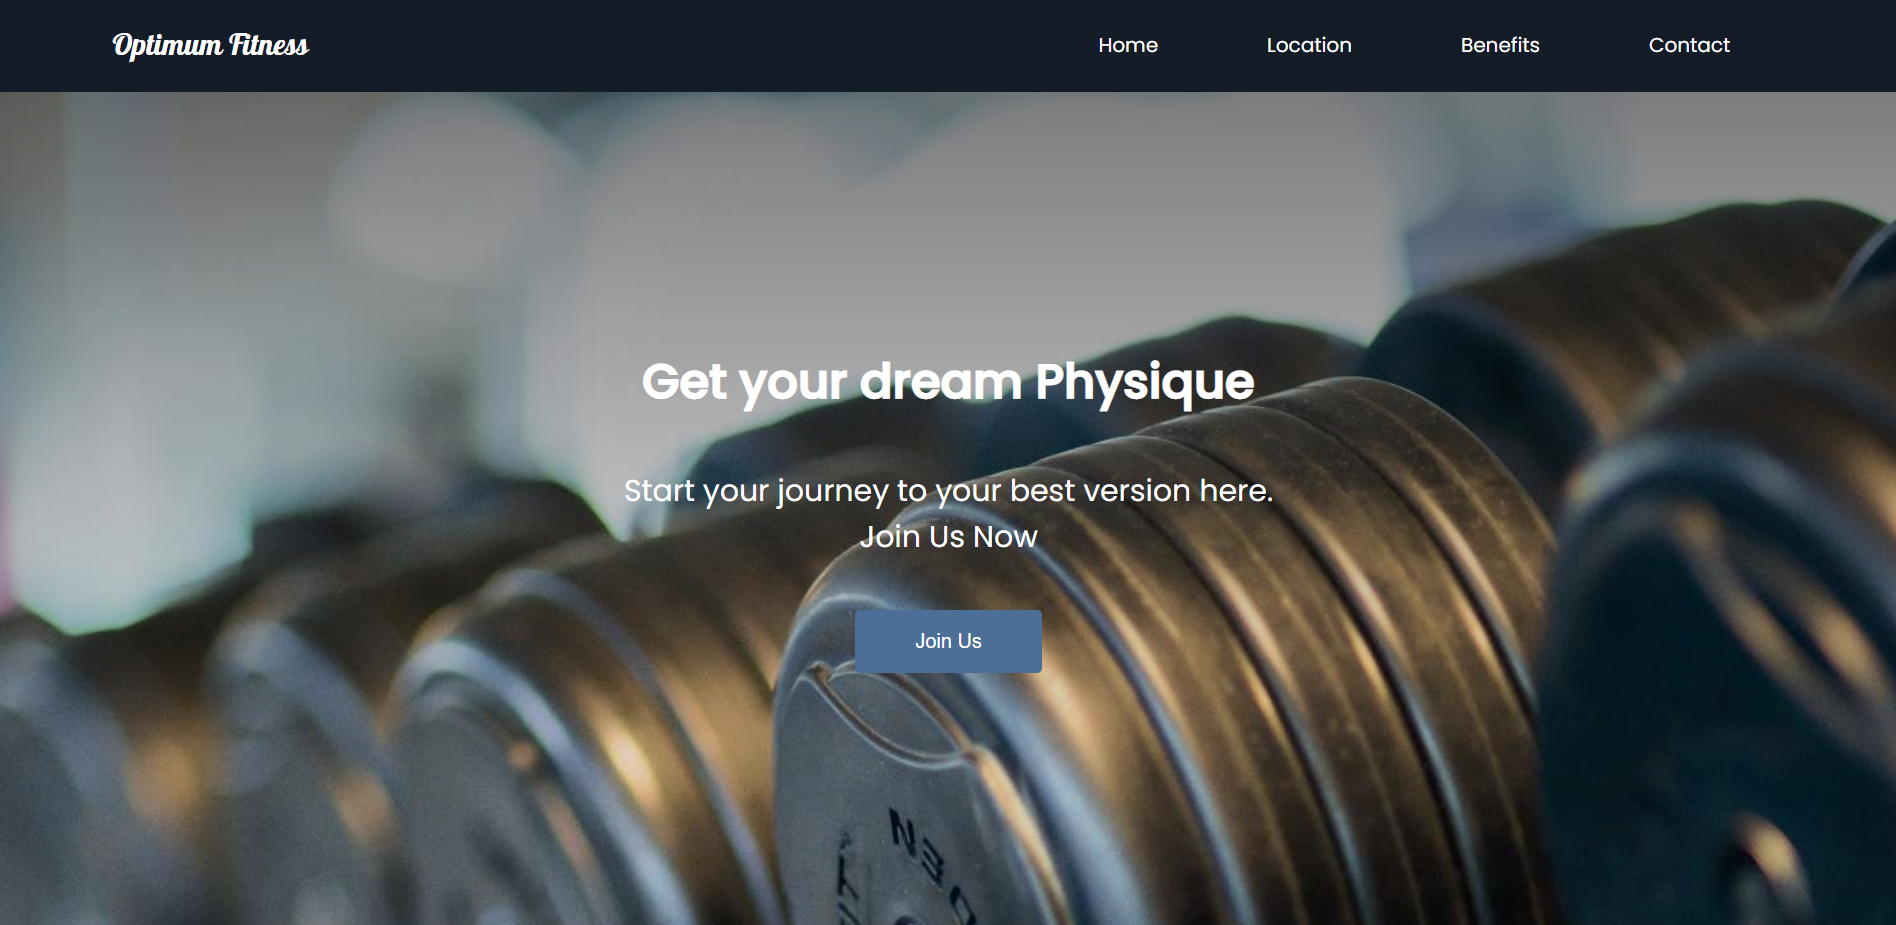 Optimum Fitness
Home
Location
Benefits
Contact
Get your dream Physique
Start your journey to your best version here.
Join Us Now
Join Us